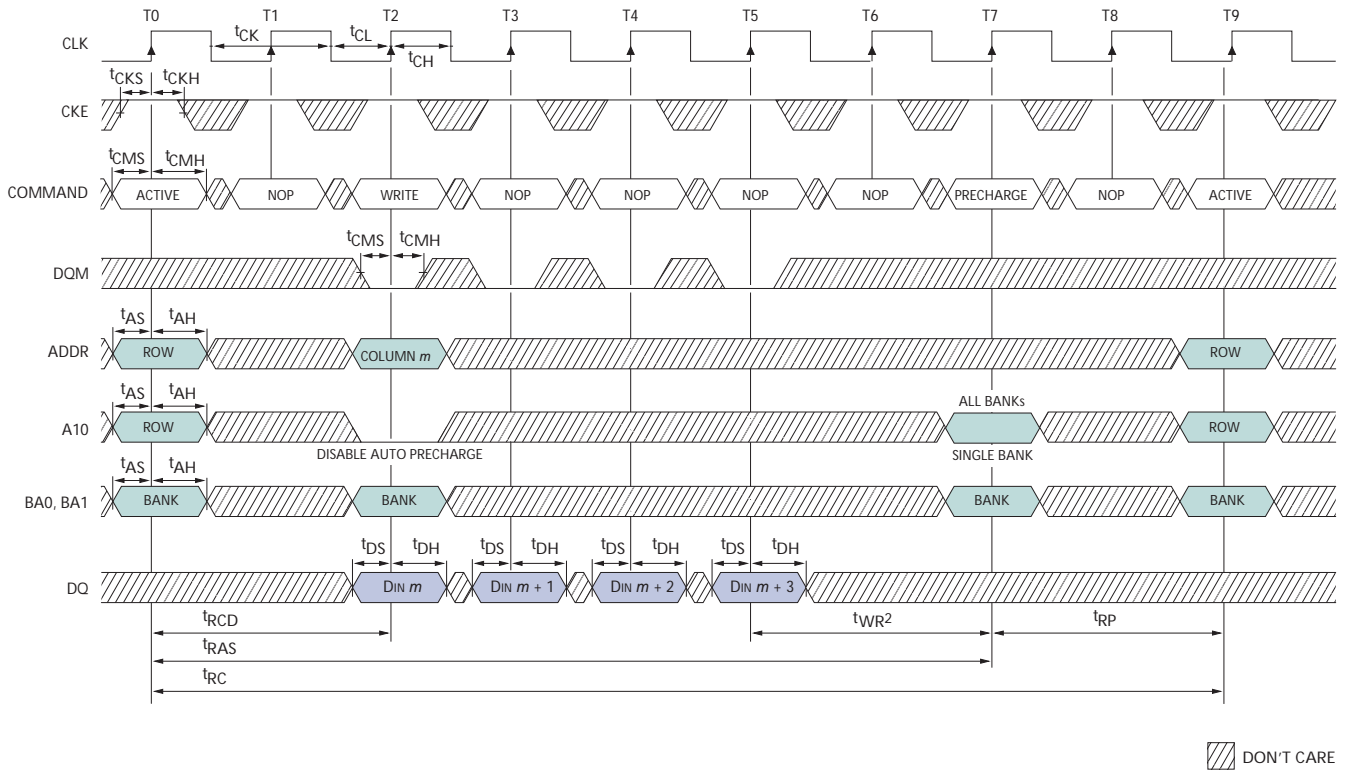 T0 T1 T2 T3 T4 T5 T6 T7 T8 T9
CLK
tCK tCL
tCH
tCKS tCKH
CKE
tCMS tCMH
COMMAND ACTIVE NOP WRITE NOP NOP NOP NOP PRECHARGE NOP ACTIVE
tCMS tCMH
DQM
tAS tAH
ADDR ROW COLUMN m ROW
tAS tAH
ALL BANKs
A10 ROW ROW
DISABLE AUTO PRECHARGE SINGLE BANK
tAS tAH
BA0, BA1 BANK BANK BANK BANK
tDS tDH tDS tDH tDS tDH tDS tDH
DQ DIN m DIN m + 1 DIN m + 2 DIN m + 3
tRCD tWR2 tRP
tRAS
tRC
DON'T CARE